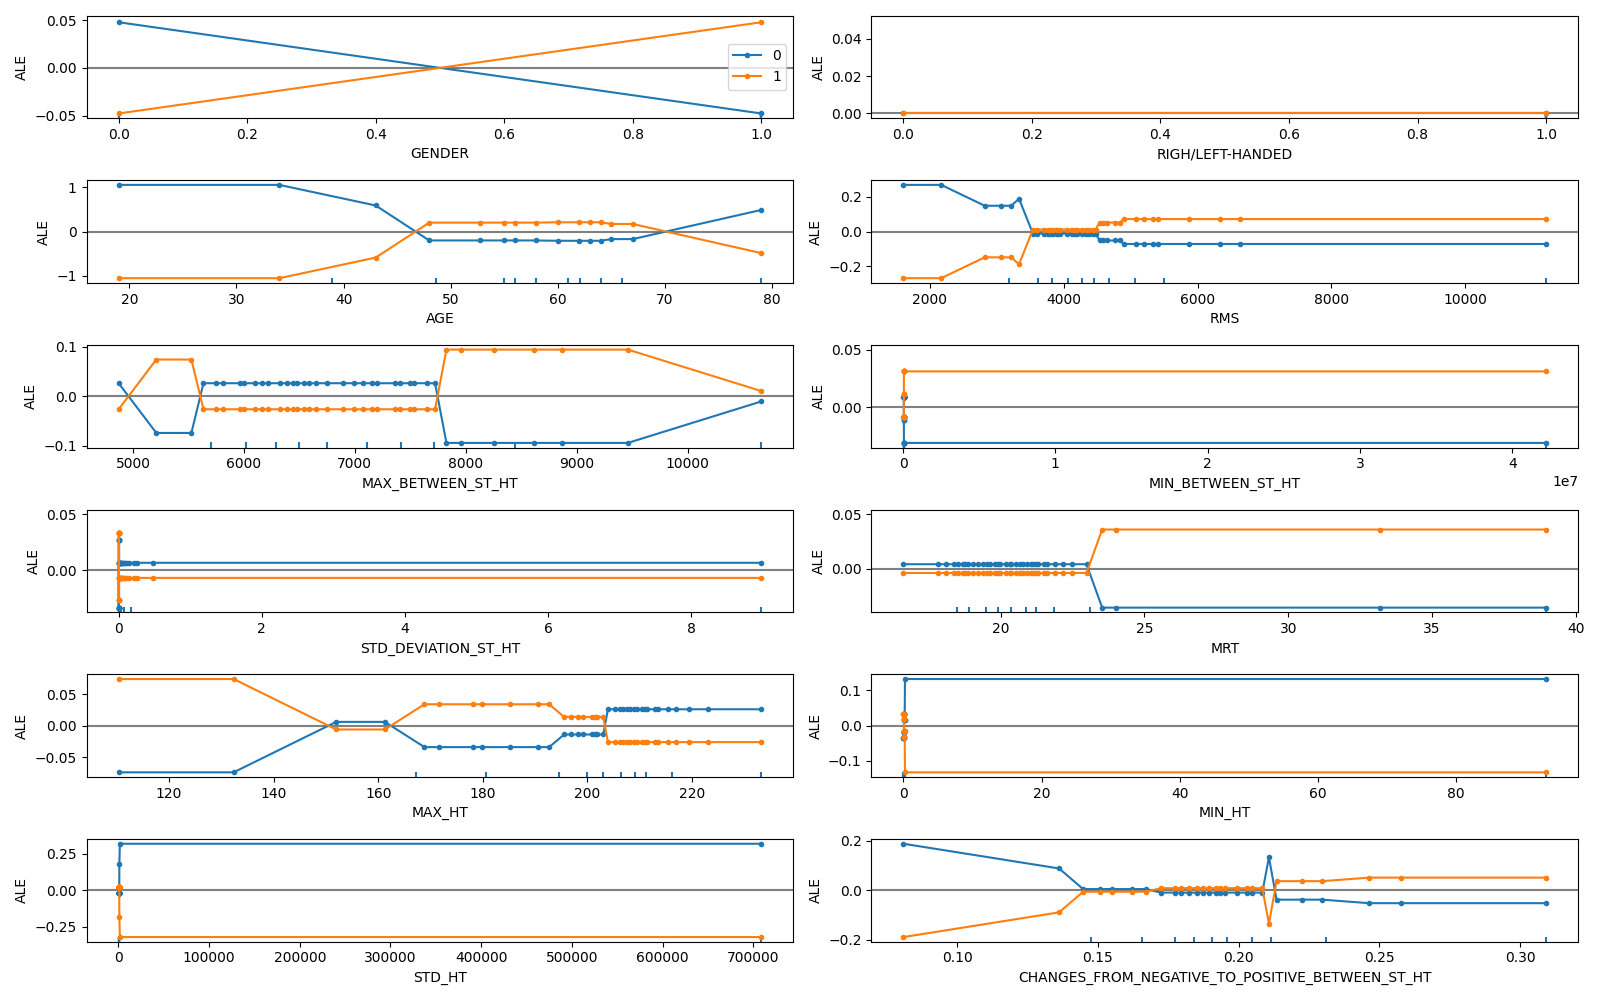 0.05
0.00
−0.05
ALE
0
1
0.0 0.2 0.4 0.6 0.8 1.0
GENDER
0.04
0.02
0.00
ALE
0.0 0.2 0.4 0.6 0.8 1.0
RIGH/LEFT-HANDED
1
0
−1
ALE
20 30 40 50 60 70 80
AGE
0.2
0.0
−0.2
ALE
2000 4000 6000 8000 10000
RMS
0.1
0.0
−0.1
ALE
5000 6000 7000 8000 9000 10000
MAX_BETWEEN_ST_HT
0.05
0.00
ALE
0 1 2 3 4
1e7
MIN_BETWEEN_ST_HT
0.05
0.00
ALE
0 2 4 6 8
STD_DEVIATION_ST_HT
0.05
0.00
ALE
20 25 30 35 40
MRT
0.05
0.00
−0.05
ALE
120 140 160 180 200 220
MAX_HT
0.1
0.0
−0.1
ALE
0 20 40 60 80
MIN_HT
0.25
0.00
−0.25
ALE
0 100000 200000 300000 400000 500000 600000 700000
STD_HT
0.2
0.0
−0.2
ALE
0.10 0.15 0.20 0.25 0.30
CHANGES_FROM_NEGATIVE_TO_POSITIVE_BETWEEN_ST_HT